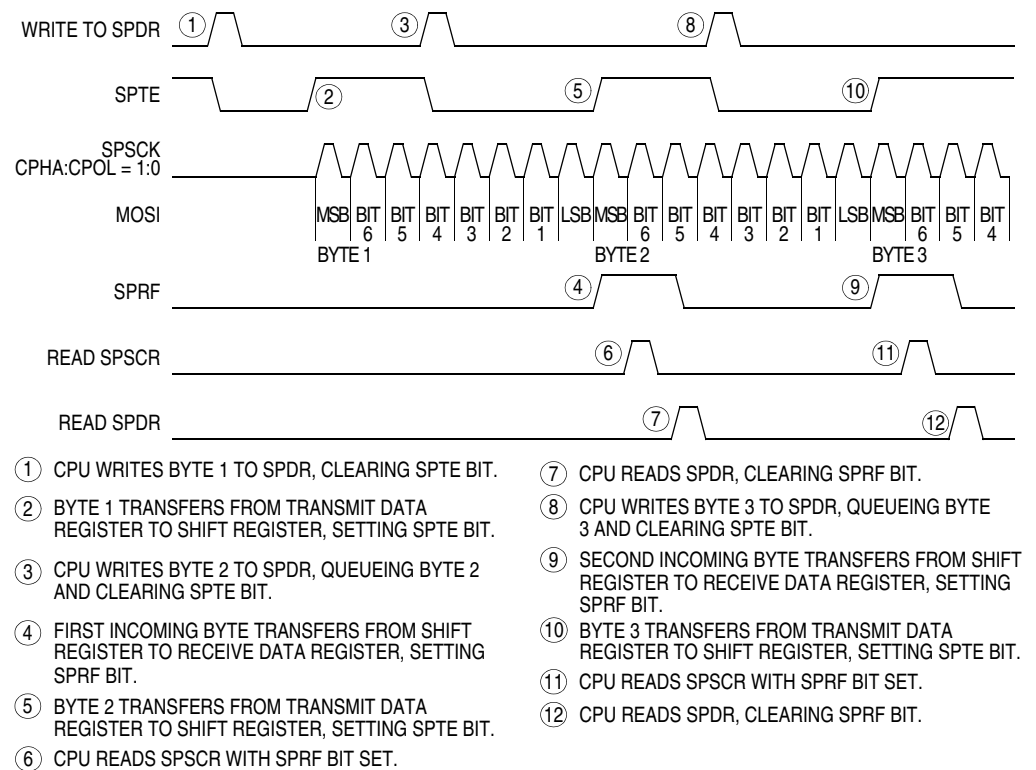 WRITE TO SPDR
1
3
8
SPTE
2
5
10
SPSCK
CPHA:CPOL = 1:0
MOSI
MSB BIT BIT BIT BIT BIT BIT LSB MSB BIT BIT BIT BIT BIT BIT LSB MSB BIT BIT BIT
6 5 4 3 2 1 6 5 4 3 2 1 6 5 4
BYTE 1 BYTE 2 BYTE 3
SPRF
4
9
READ SPSCR
6
11
READ SPDR
7
12
1 CPU WRITES BYTE 1 TO SPDR, CLEARING SPTE BIT.
2 BYTE 1 TRANSFERS FROM TRANSMIT DATA
REGISTER TO SHIFT REGISTER, SETTING SPTE BIT.
3 CPU WRITES BYTE 2 TO SPDR, QUEUEING BYTE 2
AND CLEARING SPTE BIT.
4 FIRST INCOMING BYTE TRANSFERS FROM SHIFT
REGISTER TO RECEIVE DATA REGISTER, SETTING
SPRF BIT.
5 BYTE 2 TRANSFERS FROM TRANSMIT DATA
REGISTER TO SHIFT REGISTER, SETTING SPTE BIT.
6 CPU READS SPSCR WITH SPRF BIT SET.
7 CPU READS SPDR, CLEARING SPRF BIT.
8 CPU WRITES BYTE 3 TO SPDR, QUEUEING BYTE
3 AND CLEARING SPTE BIT.
9 SECOND INCOMING BYTE TRANSFERS FROM SHIFT
REGISTER TO RECEIVE DATA REGISTER, SETTING
SPRF BIT.
10 BYTE 3 TRANSFERS FROM TRANSMIT DATA
REGISTER TO SHIFT REGISTER, SETTING SPTE BIT.
11 CPU READS SPSCR WITH SPRF BIT SET.
12 CPU READS SPDR, CLEARING SPRF BIT.